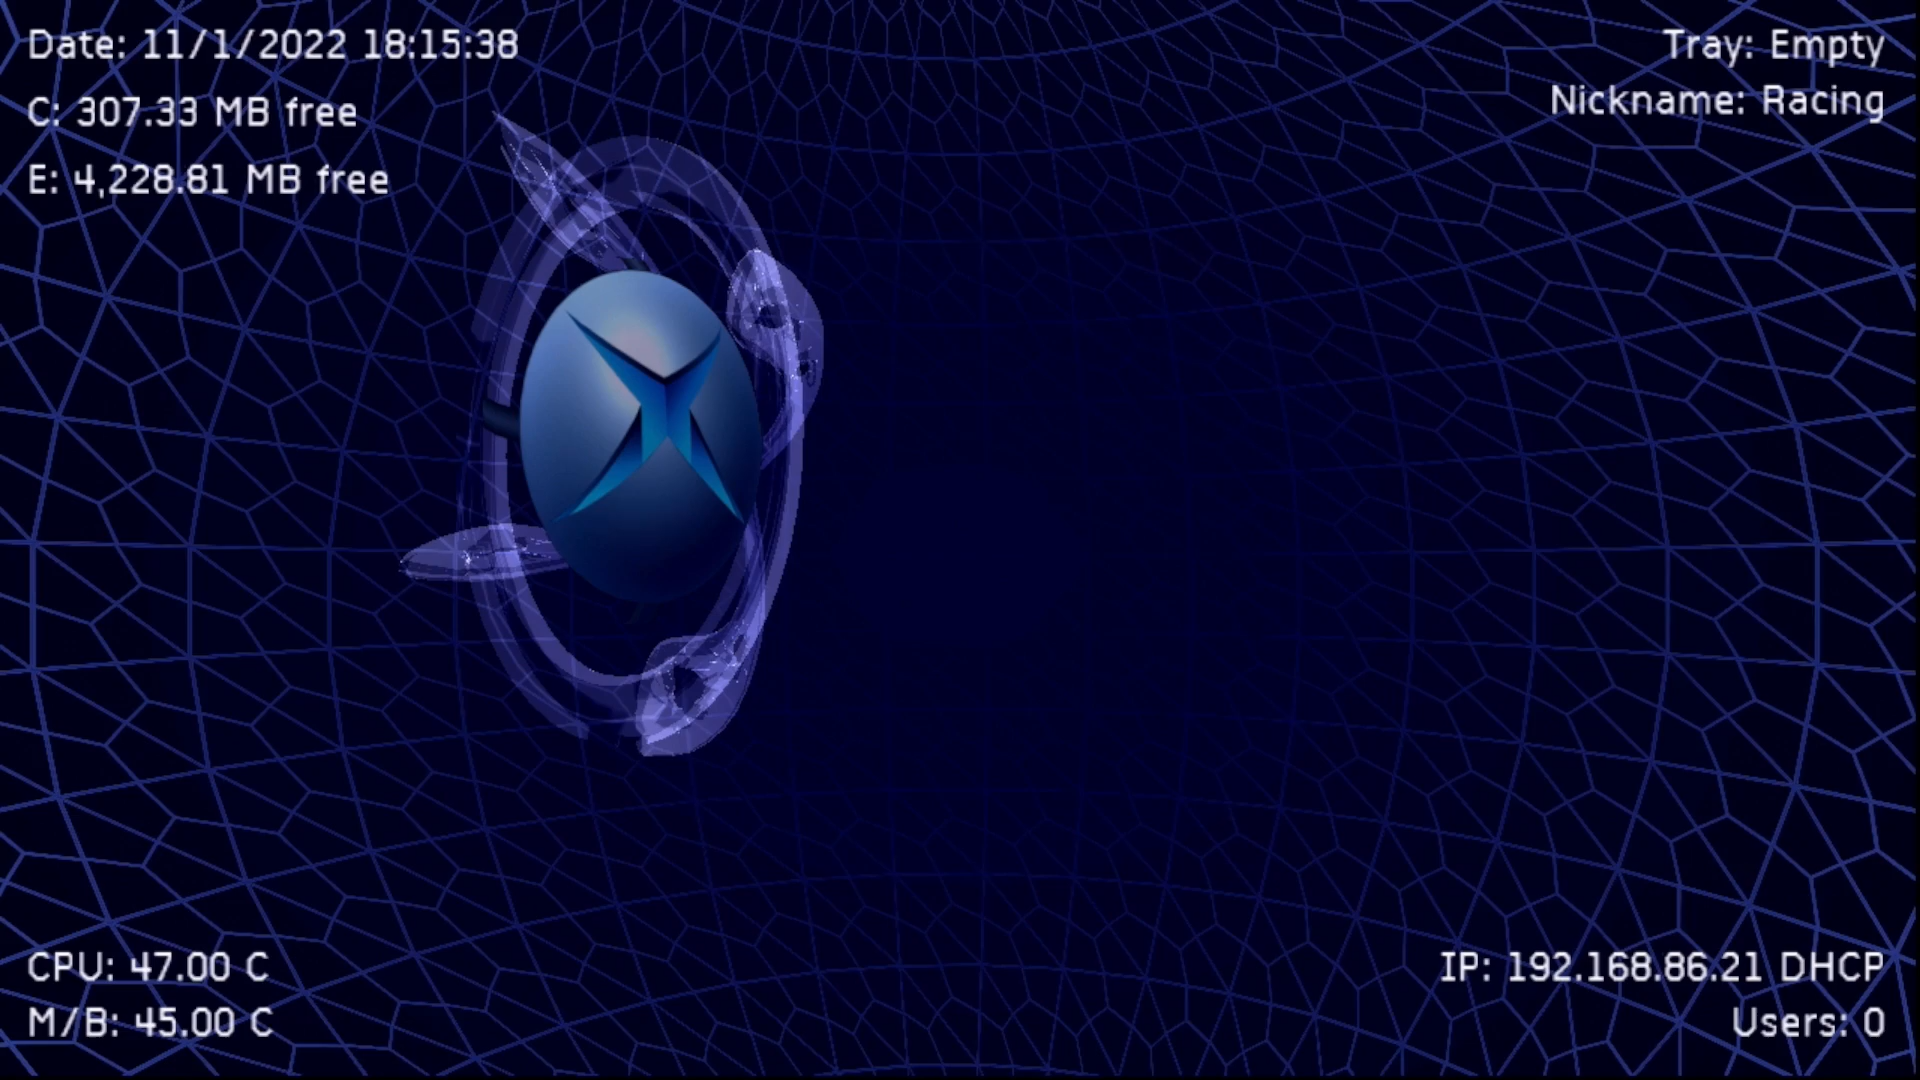 Date: 11/1/2022 18:15:38
C: 307.33 MB free
E: 4,228.81 MB free
Tray: Empty
Nickname: Racing
CPU: 47.00 C
M/B: 45.00 C
IP: 192.168.86.21 DHCP
Users: 0